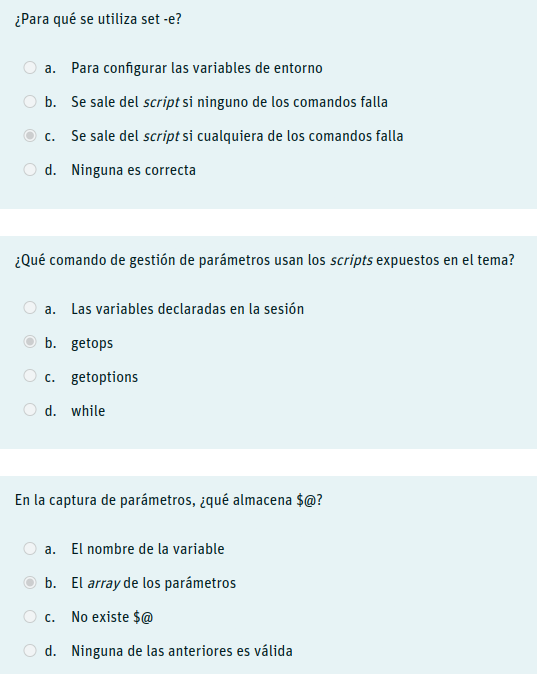 ¿Para qué se utiliza set -e?
a. Para configurar las variables de entorno
b. Se sale del script si ninguno de los comandos falla
c. Se sale del script si cualquiera de los comandos falla
d. Ninguna es correcta
¿Qué comando de gestión de parámetros usan los scripts expuestos en el tema?
a. Las variables declaradas en la sesión
b. getops
c. getoptions
d. while
En la captura de parámetros, ¿qué almacena $@?
a. El nombre de la variable
b. El array de los parámetros
c. No existe $@
d. Ninguna de las anteriores es válida